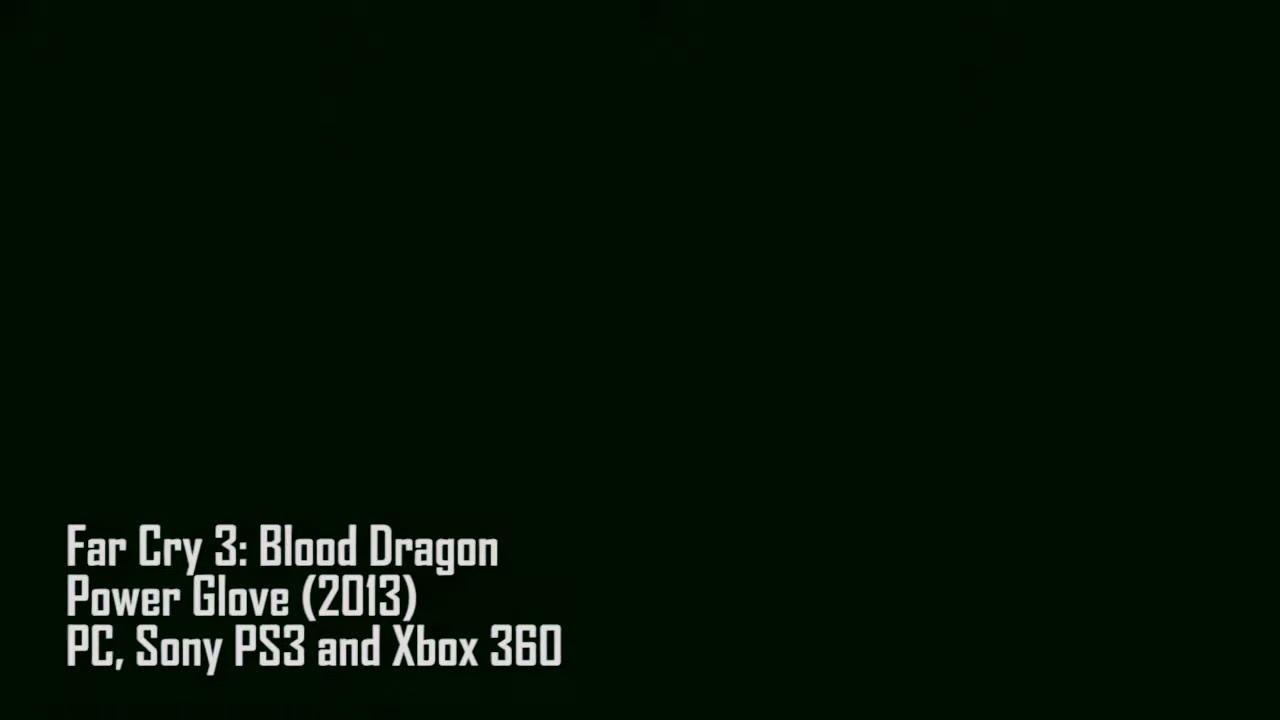 Far Cry 3: Blood Dragon
Power Glove (2013)
PC, Sony PS3 and Xbox 360